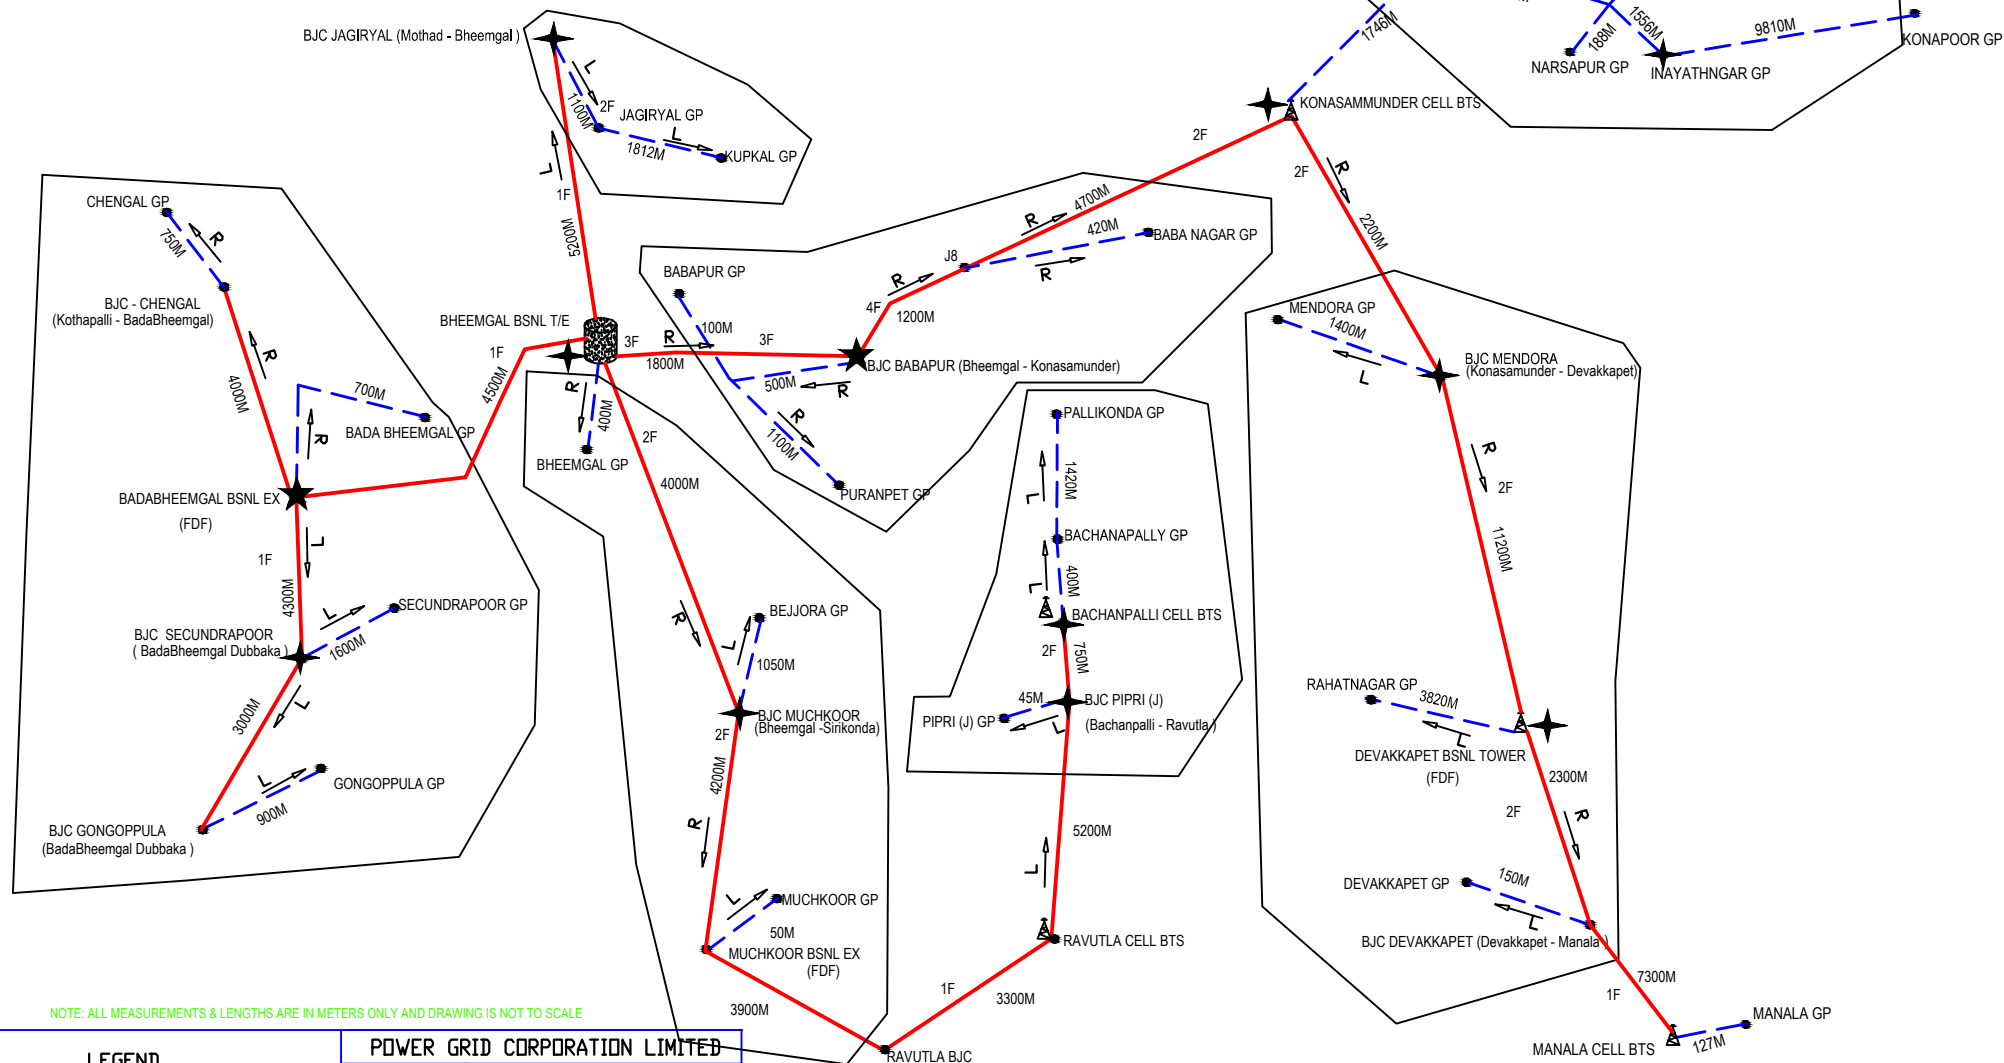 BJC JAGIRYAL (Mothad - Bheemgal )
L
2F
1100M
JAGIRYAL GP
L
1812M
KUPKAL GP
L
1F
5200M
1746M
188M
1556M
9810M
KONAPOOR GP
NARSAPUR GP
INAYATHNGAR GP
KONASAMMUNDER CELL BTS
2F
2F
R
2200M
CHENGAL GP
750M
R
BJC - CHENGAL
(Kothapalli - BadaBheemgal)
R
4000M
700M
BADA BHEEMGAL GP
R
BADABHEEMGAL BSNL EX
(FDF)
1F
4500M
BHEEMGAL BSNL T/E
3F
R
1800M
3F
R
400M
BHEEMGAL GP
2F
4000M
BABAPUR GP
100M
500M
R
R
1100M
PURANPET GP
BJC BABAPUR (Bheemgal - Konasamunder)
4F
1200M
R
J8
R
4700M
420M
R
BABA NAGAR GP
L
1F
4300M
L
SECUNDRAPOOR GP
1600M
BJC SECUNDRAPOOR
( BadaBheemgal Dubbaka )
L
3000M
L
GONGOPPULA GP
900M
BJC GONGOPPULA
(BadaBheemgal Dubbaka )
R
BEJJORA GP
L
1050M
BJC MUCHKOOR
(Bheemgal -Sirikonda)
2F
4200M
R
L
MUCHKOOR GP
50M
MUCHKOOR BSNL EX
(FDF)
3900M
RAVUTLA BJC
1F
3300M
RAVUTLA CELL BTS
L
5200M
PALLIKONDA GP
L
1420M
BACHANAPALLY GP
L
400M
BACHANPALLI CELL BTS
2F
750M
45M
PIPRI (J) GP
L
BJC PIPRI (J)
(Bachanpalli - Ravutla )
MENDORA GP
1400M
L
BJC MENDORA
(Konasamunder - Devakkapet)
R
2F
11200M
RAHATNAGAR GP
3820M
L
DEVAKKAPET BSNL TOWER
(FDF)
2300M
2F
R
DEVAKKAPET GP
150M
L
BJC DEVAKKAPET (Devakkapet - Manala )
7300M
1F
MANALA GP
127M
MANALA CELL BTS
NOTE: ALL MEASUREMENTS & LENGTHS ARE IN METERS ONLY AND DRAWING IS NOT TO SCALE
LEGEND
POWER GRID CORPORATION LIMITED